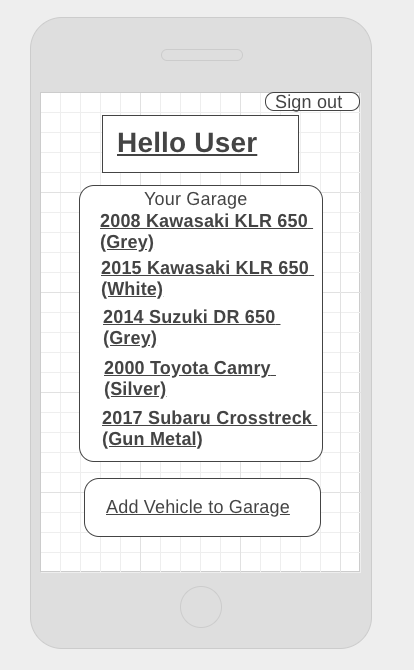 Sign out
Hello User
Your Garage
2008 Kawasaki KLR 650
(Grey)
2015 Kawasaki KLR 650
(White)
2014 Suzuki DR 650
(Grey)
2000 Toyota Camry
(Silver)
2017 Subaru Crosstreck
(Gun Metal)
Add Vehicle to Garage